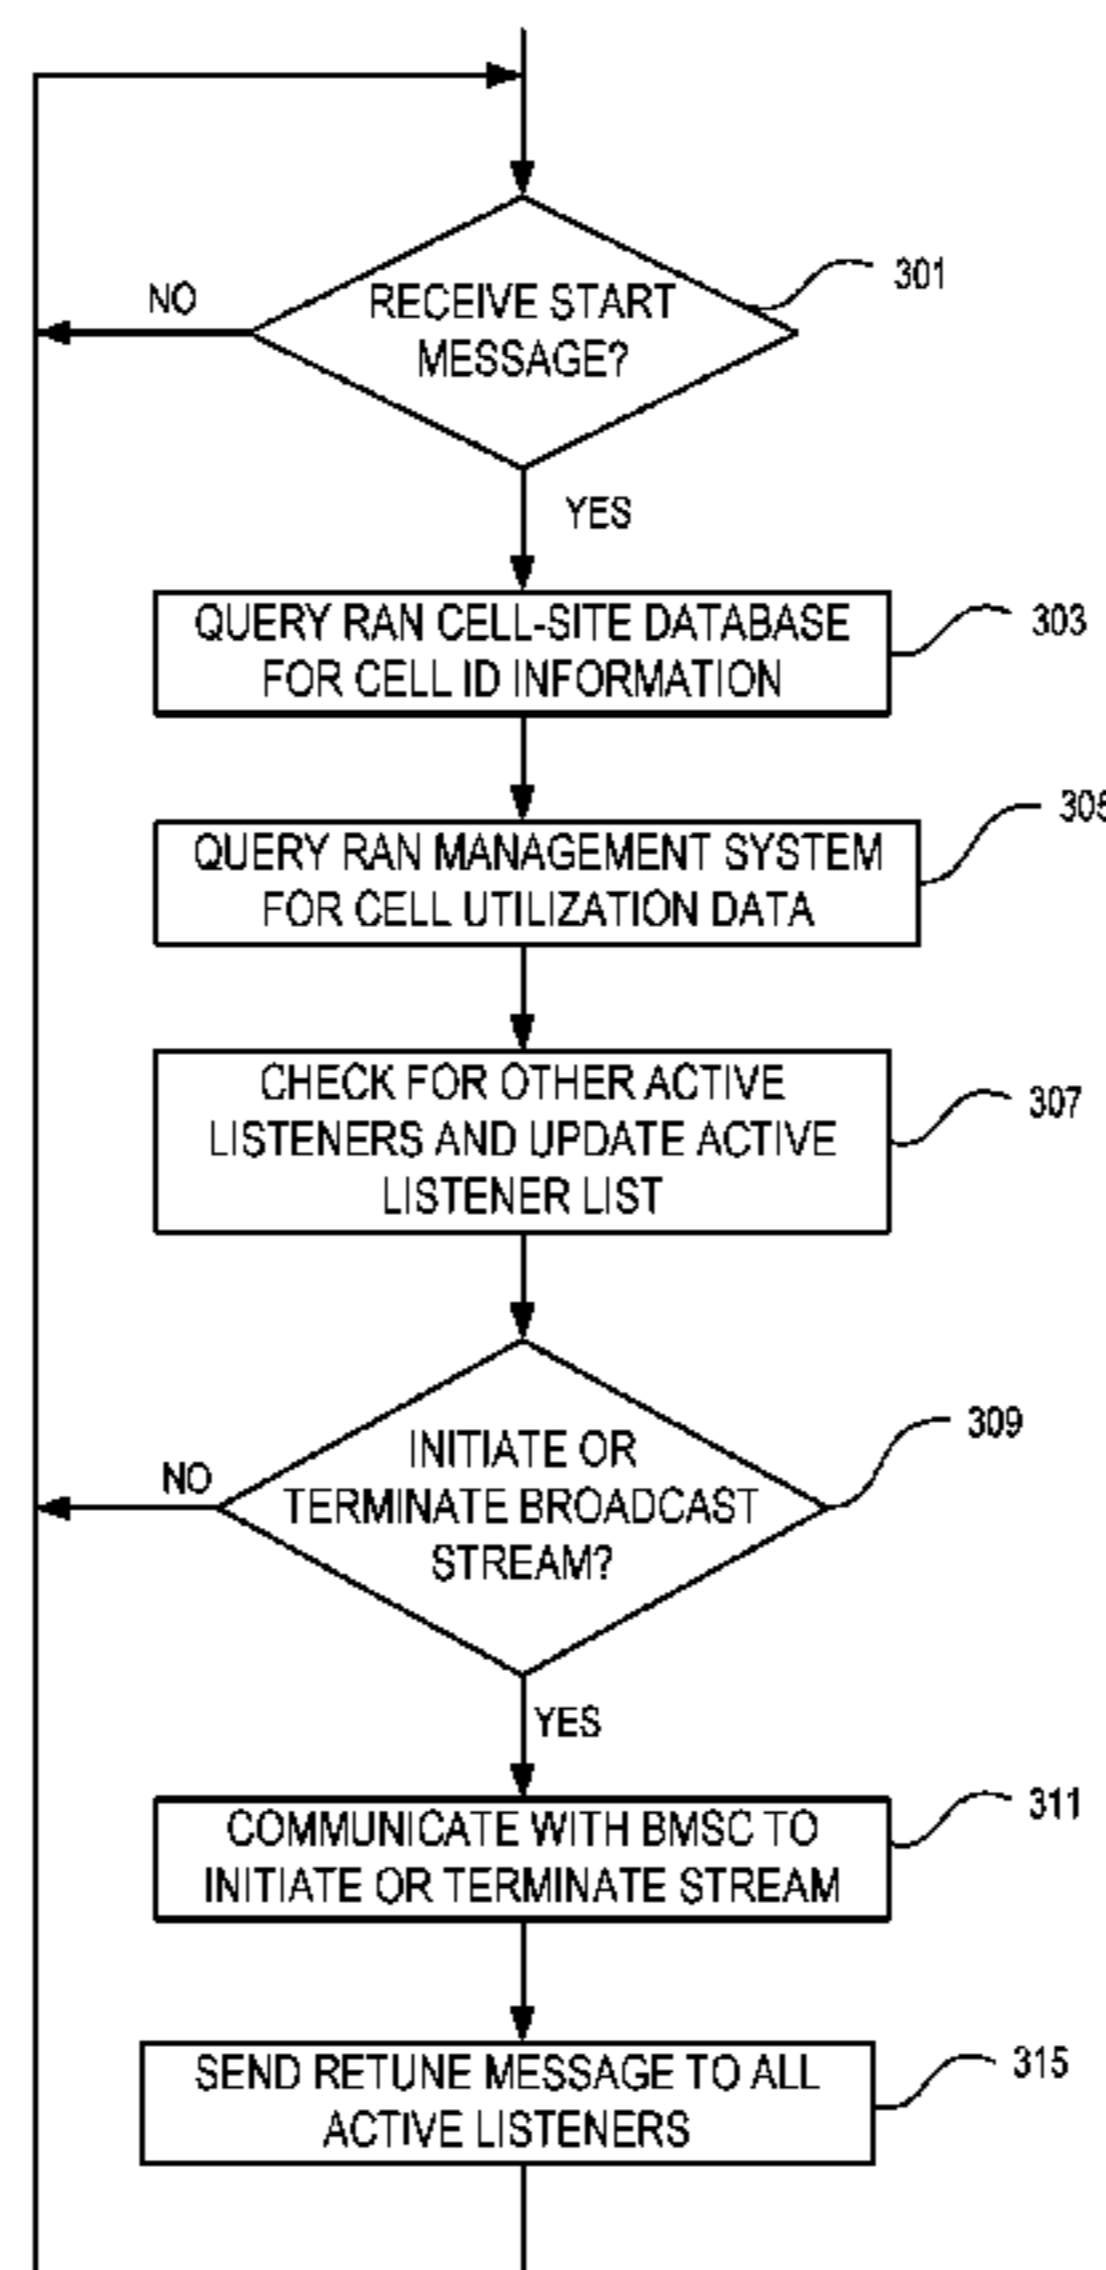 RECEIVE START
MESSAGE?
301
NO
YES
QUERY RAN CELL-SITE DATABASE
FOR CELL ID INFORMATION
303
QUERY RAN MANAGEMENT SYSTEM
FOR CELL UTILIZATION DATA
305
CHECK FOR OTHER ACTIVE
LISTENERS AND UPDATE ACTIVE
LISTENER LIST
307
INITIATE OR
TERMINATE BROADCAST
STREAM?
309
NO
YES
COMMUNICATE WITH BMSC TO
INITIATE OR TERMINATE STREAM
311
SEND RETUNE MESSAGE TO ALL
ACTIVE LISTENERS
315